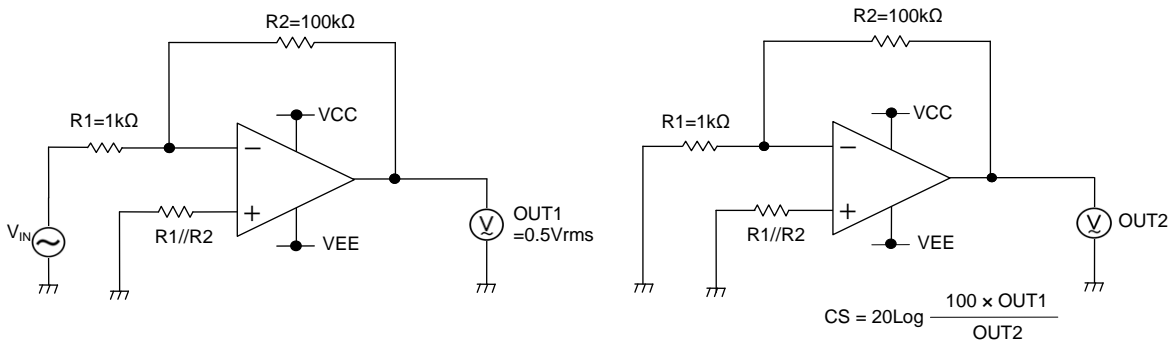 R2=100kΩ
VCC
R1=1kΩ
−
+
R1//R2
VEE
VIN
OUT1
=0.5Vrms
V
R2=100kΩ
VCC
R1=1kΩ
−
+
R1//R2
VEE
V
OUT2
CS = 20Log 100 × OUT1
OUT2